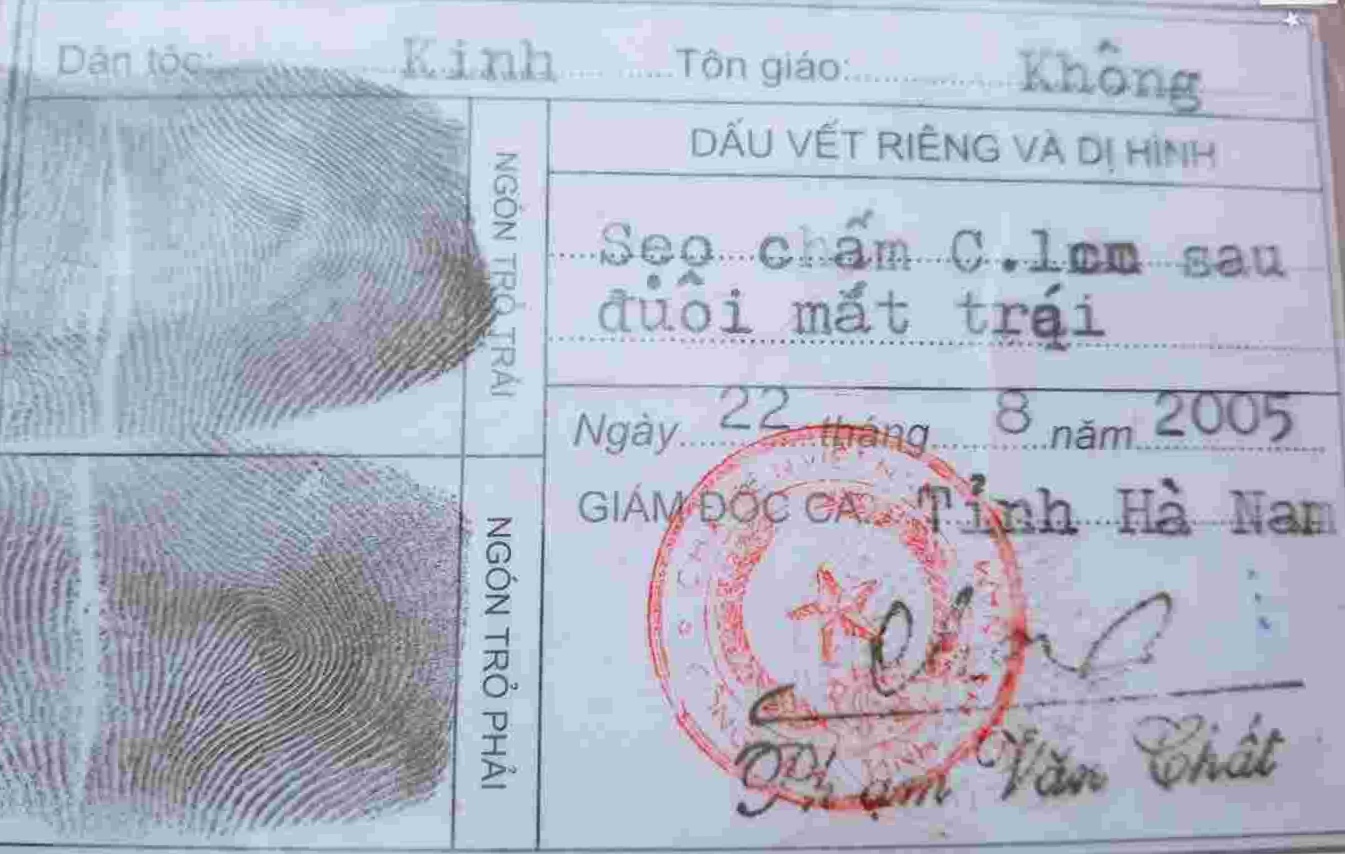 Dân tộc: Kinh Tôn giáo: Không
DẤU VẾT RIÊNG VÀ DỊ HÌNH
NGÓN TRỎ TRÁI
Sẹo chấm C.1cm sau
đuôi mắt trái
Ngày 22 tháng 8 năm 2005
GIÁM ĐỐC CA Tỉnh Hà Nam
NGÓN TRỎ PHẢI
Phạm Văn Chất